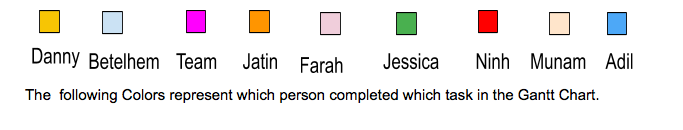 Danny Betelhem Team Jatin Farah Jessica Ninh Munam Adil
The  following Colors represent which person completed which task in the Gantt Chart.